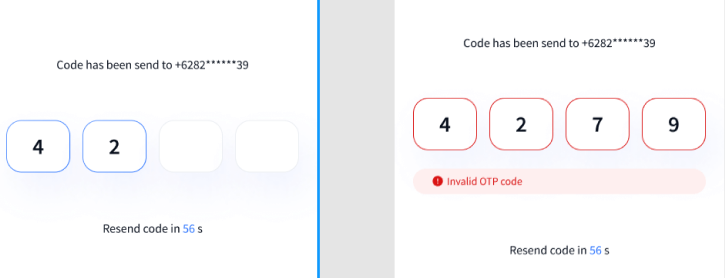 Code has been send to +6282******39
4 2
Resend code in 56 s
Code has been send to +6282******39
4 2 7 9
Invalid OTP code
Resend code in 56 s